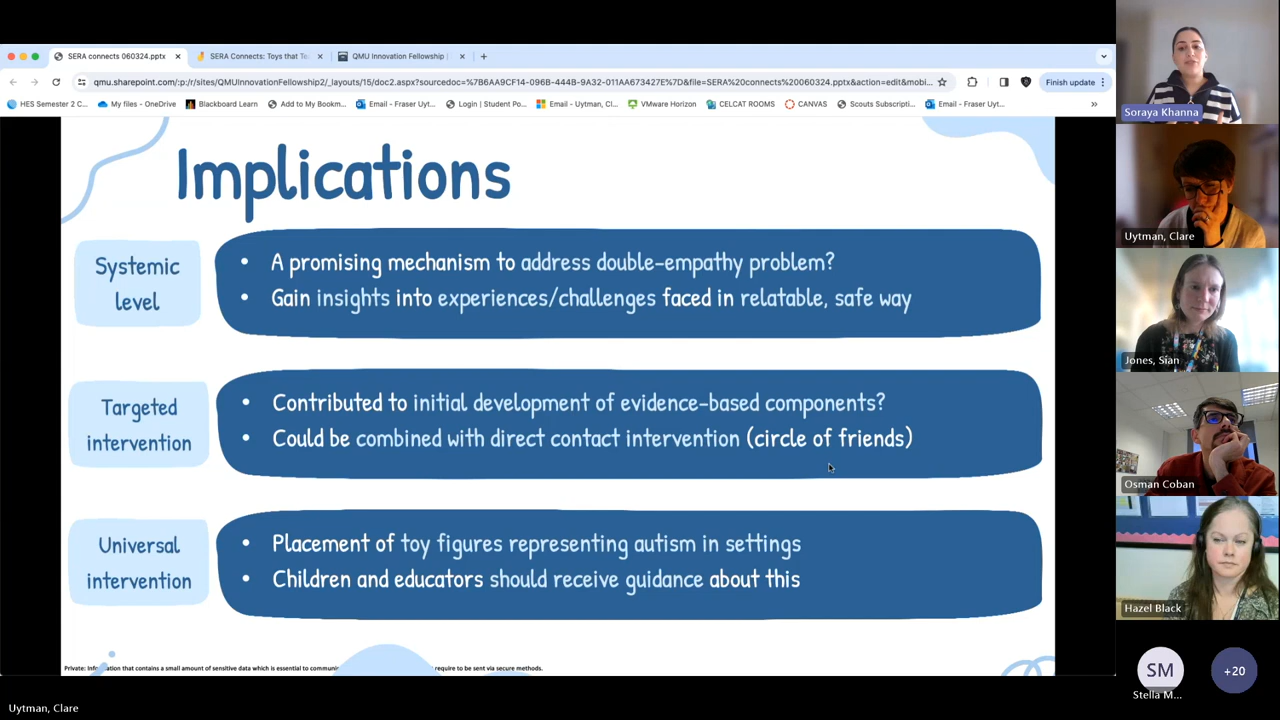 SERA connects 060324.pptx
SERA Connects: Toys that Te
QMU Innovation Fellowship |
qmu.sharepoint.com/:p:/r/sites/QMUInnovationFellowship2/_layouts/15/doc2.aspx?sourcedoc=%7B6AA9CF14-096B-444B-9A32-011AA673427E%7D&file=SERA%20connects%20060324.pptx&action=edit&mobi...
Finish update
HES Semester 2 C...
My files - OneDrive
Blackboard Learn
Add to My Bookm...
Email - Fraser Uyt...
Login | Student Po...
Email - Uytman, Cl...
VMware Horizon
CELCAT ROOMS
CANVAS
Scouts Subscripti...
Email - Fraser Uyt...
Implications
Systemic
level
• A promising mechanism to address double-empathy problem?
• Gain insights into experiences/challenges faced in relatable, safe way
Targeted
intervention
• Contributed to initial development of evidence-based components?
• Could be combined with direct contact intervention (circle of friends)
Universal
intervention
• Placement of toy figures representing autism in settings
• Children and educators should receive guidance about this
Private: Information that contains a small amount of sensitive data which is essential to communi
require to be sent via secure methods.
Uytman, Clare
Soraya Khanna
Uytman, Clare
Jones, Sian
Osman Coban
Hazel Black
SM
Stella M...
+20